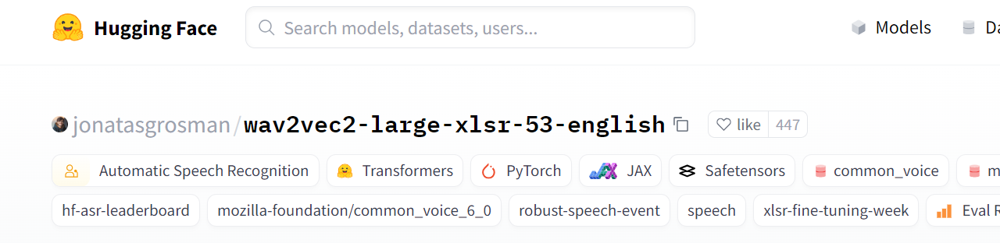 Hugging Face Search models, datasets, users... Models
jonatasgrosman/wav2vec2-large-xlsr-53-english like 447
Automatic Speech Recognition Transformers PyTorch JAX Safetensors common_voice
hf-asr-leaderboard mozilla-foundation/common_voice_6_0 robust-speech-event speech xlsr-fine-tuning-week Eval